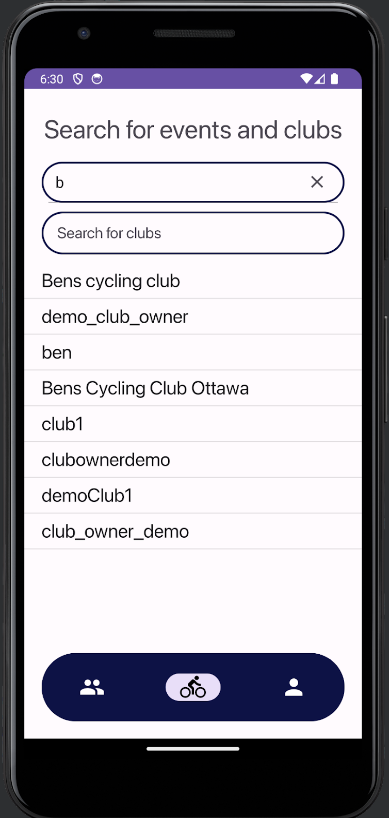 6:30
Search for events and clubs
b
Search for clubs
Bens cycling club
demo_club_owner
ben
Bens Cycling Club Ottawa
club1
clubownerdemo
demoClub1
club_owner_demo